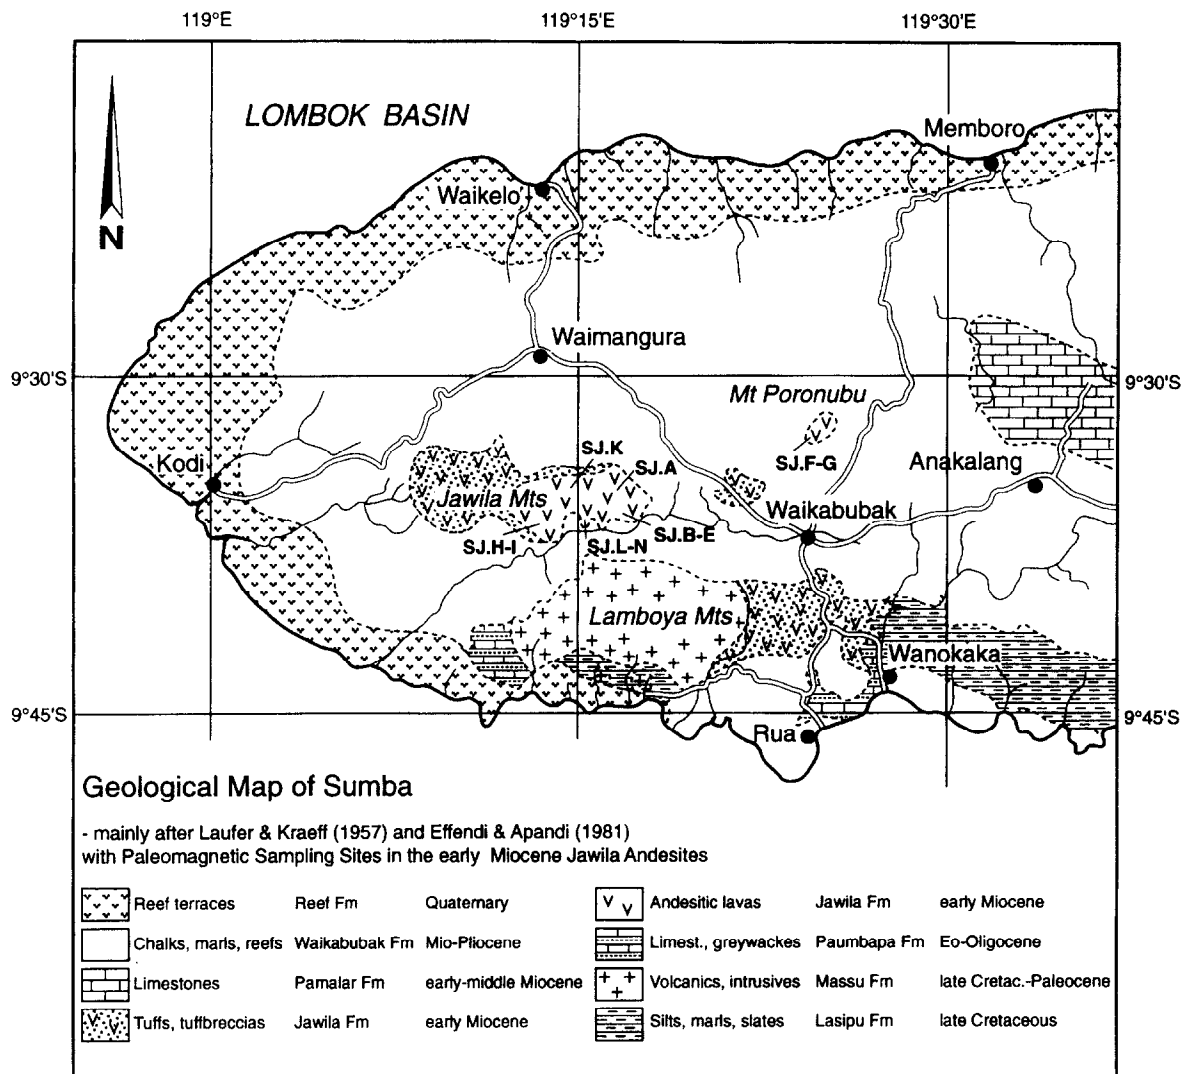 119°E 119°15'E 119°30'E
LOMBOK BASIN
Memboro
Waikelo
N
Waimangura
9°30'S 9°30'S
Mt Poronubu
SJ.K
SJ.A
SJ.F-G
Kodi
Anakalang
Jawila Mts
Waikabubak
SJ.H-I
SJ.L-N
SJ.B-E
Lamboya Mts
Wanokaka
9°45'S 9°45'S
Rua
Geological Map of Sumba
- mainly after Laufer & Kraeff (1957) and Effendi & Apandi (1981)
with Paleomagnetic Sampling Sites in the early Miocene Jawila Andesites
Reef terraces Reef Fm Quaternary Andesitic lavas Jawila Fm early Miocene
Chalks, marls, reefs Waikabubak Fm Mio-Pliocene Limest., greywackes Paumbapa Fm Eo-Oligocene
Limestones Pamalar Fm early-middle Miocene Volcanics, intrusives Massu Fm late Cretac.-Paleocene
Tuffs, tuffbreccias Jawila Fm early Miocene Silts, marls, slates Lasipu Fm late Cretaceous